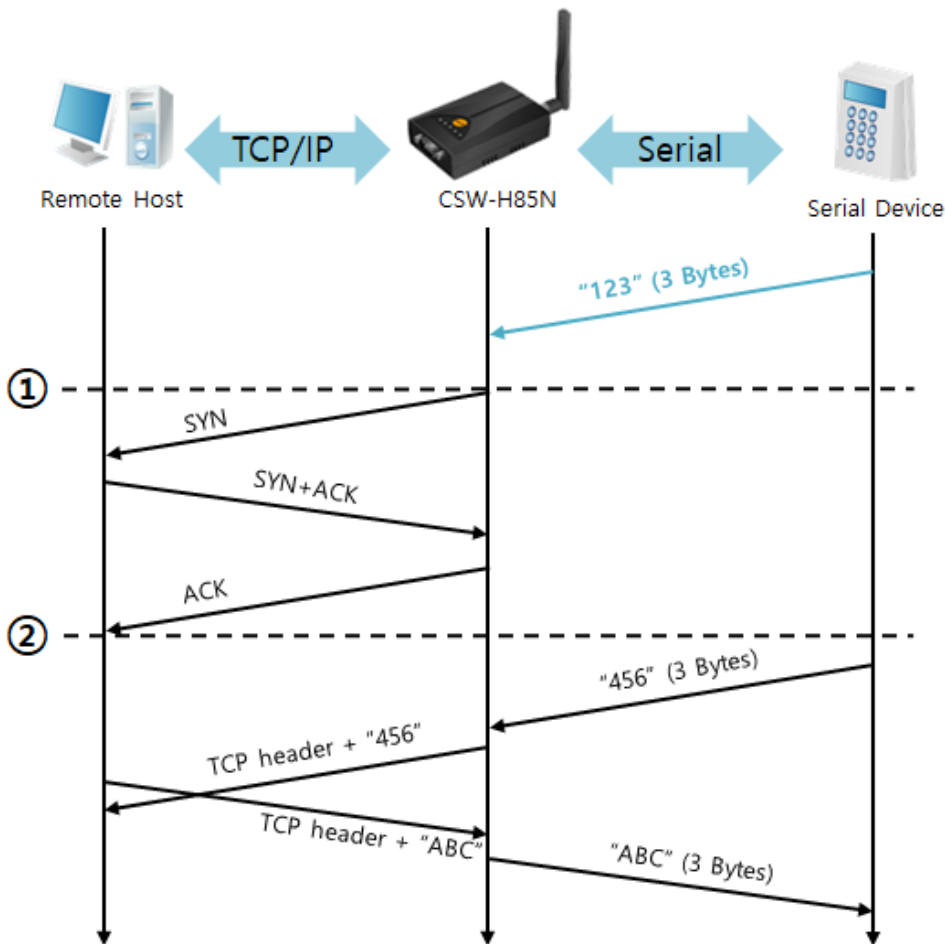 TCP/IP
Serial
Remote Host
CSW-H85N
Serial Device
“123” (3 Bytes)
①
SYN
SYN+ACK
ACK
②
“456” (3 Bytes)
TCP header + “456”
TCP header + “ABC”
“ABC” (3 Bytes)